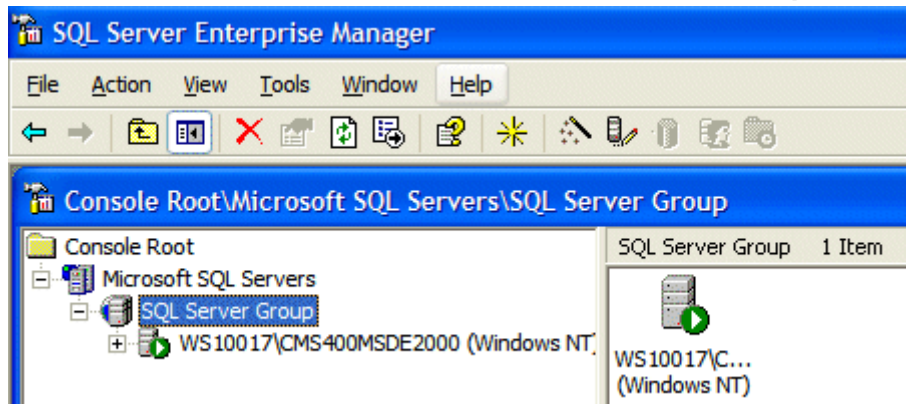 SQL Server Enterprise Manager
File Action View Tools Window Help
Console Root\Microsoft SQL Servers\SQL Server Group
Console Root
Microsoft SQL Servers
SQL Server Group
WS10017\CMS400MSDE2000 (Windows NT)
SQL Server Group 1 Item
WS10017\C...
(Windows NT)